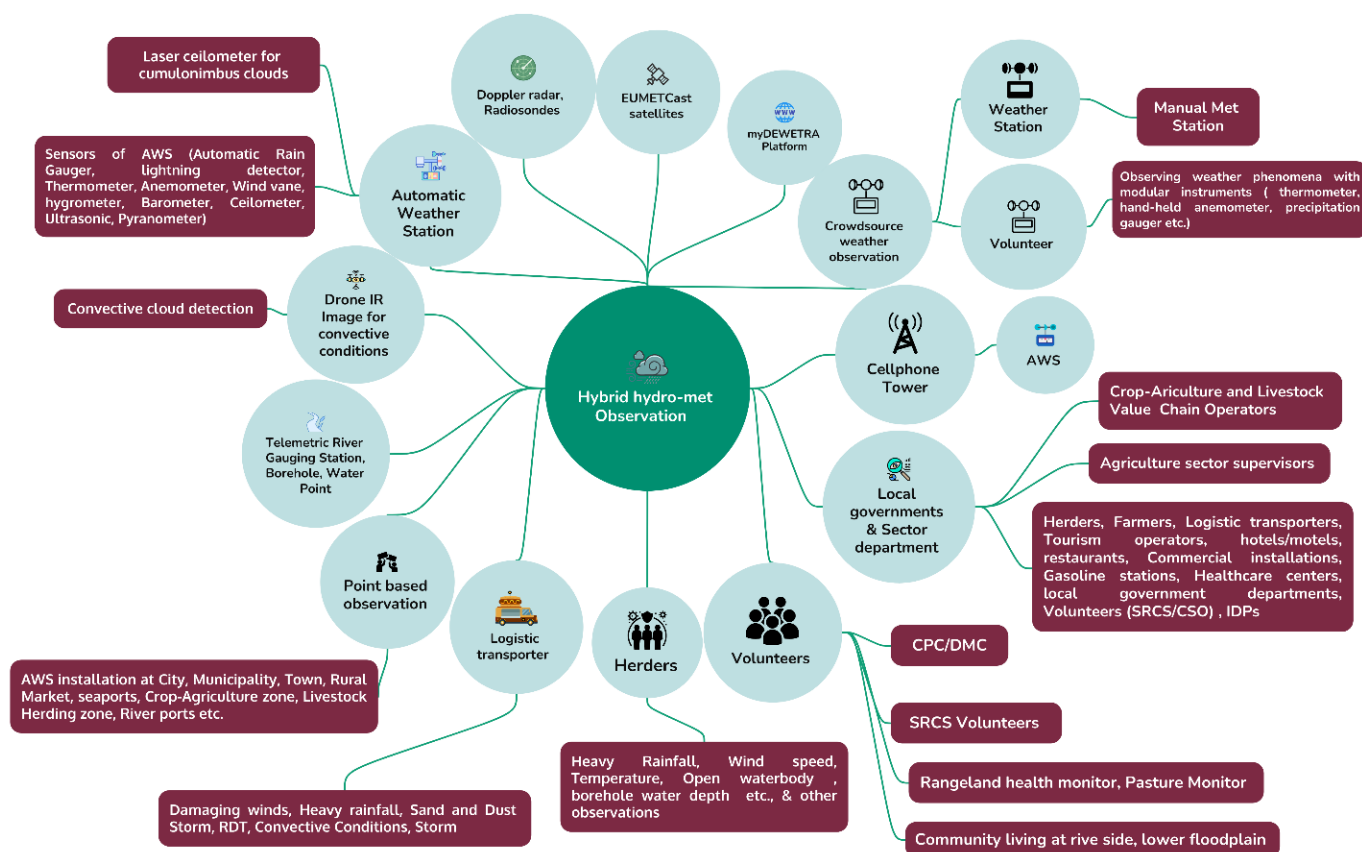 Laser ceilometer for
cumulonimbus clouds
Doppler radar,
Radiosondes
EUMETCast
satellites
www
myDEWETRA
Platform
Weather
Station
Manual Met
Station
Sensors of AWS (Automatic Rain
Gauger, lightning detector,
Thermometer, Anemometer, Wind vane,
hygrometer, Barometer, Ceilometer,
Ultrasonic, Pyranometer)
Automatic
Weather
Station
Crowdsource
weather
observation
Volunteer
Observing weather phenomena with
modular instruments ( thermometer,
hand-held anemometer, precipitation
gauger etc.)
Convective cloud detection
Drone IR
Image for
convective
conditions
Hybrid hydro-met
Observation
Cellphone
Tower
AWS
Telemetric River
Gauging Station,
Borehole, Water
Point
Local
governments
& Sector
department
Crop-Ariculture and Livestock
Value Chain Operators
Agriculture sector supervisors
Herders, Farmers, Logistic transporters,
Tourism operators, hotels/motels,
restaurants, Commercial installations,
Gasoline stations, Healthcare centers,
local government departments,
Volunteers (SRCS/CSO) , IDPs
Point based
observation
Logistic
transporter
Herders
Volunteers
CPC/DMC
SRCS Volunteers
Rangeland health monitor, Pasture Monitor
Community living at rive side, lower floodplain
AWS installation at City, Municipality, Town, Rural
Market, seaports, Crop-Agriculture zone, Livestock
Herding zone, River ports etc.
Damaging winds, Heavy rainfall, Sand and Dust
Storm, RDT, Convective Conditions, Storm
Heavy Rainfall, Wind speed,
Temperature, Open waterbody ,
borehole water depth etc., & other
observations